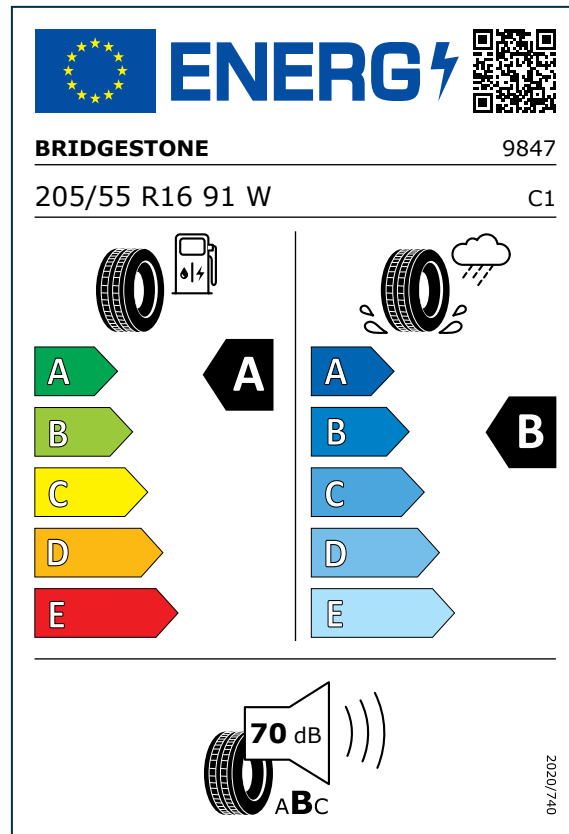 ENERG
BRIDGESTONE 9847
205/55 R16 91 W C1
A A A
B B B
C C
D D
E E
70 dB
ABC
2020/740